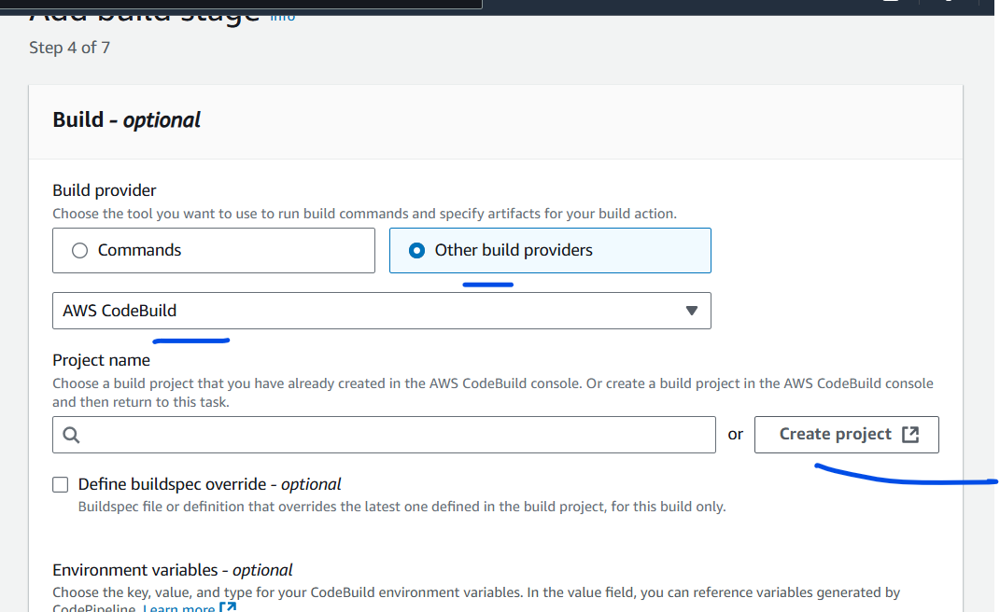 Add build stage Info
Step 4 of 7
Build - optional
Build provider
Choose the tool you want to use to run build commands and specify artifacts for your build action.
Commands
Other build providers
AWS CodeBuild
Project name
Choose a build project that you have already created in the AWS CodeBuild console. Or create a build project in the AWS CodeBuild console
and then return to this task.
or
Create project
Define buildspec override - optional
Buildspec file or definition that overrides the latest one defined in the build project, for this build only.
Environment variables - optional
Choose the key, value, and type for your CodeBuild environment variables. In the value field, you can reference variables generated by
CodePipeline. Learn more